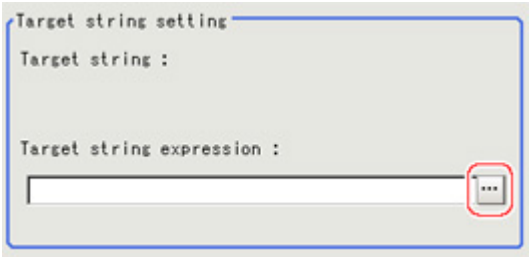 Target string setting
Target string :
Target string expression :
...